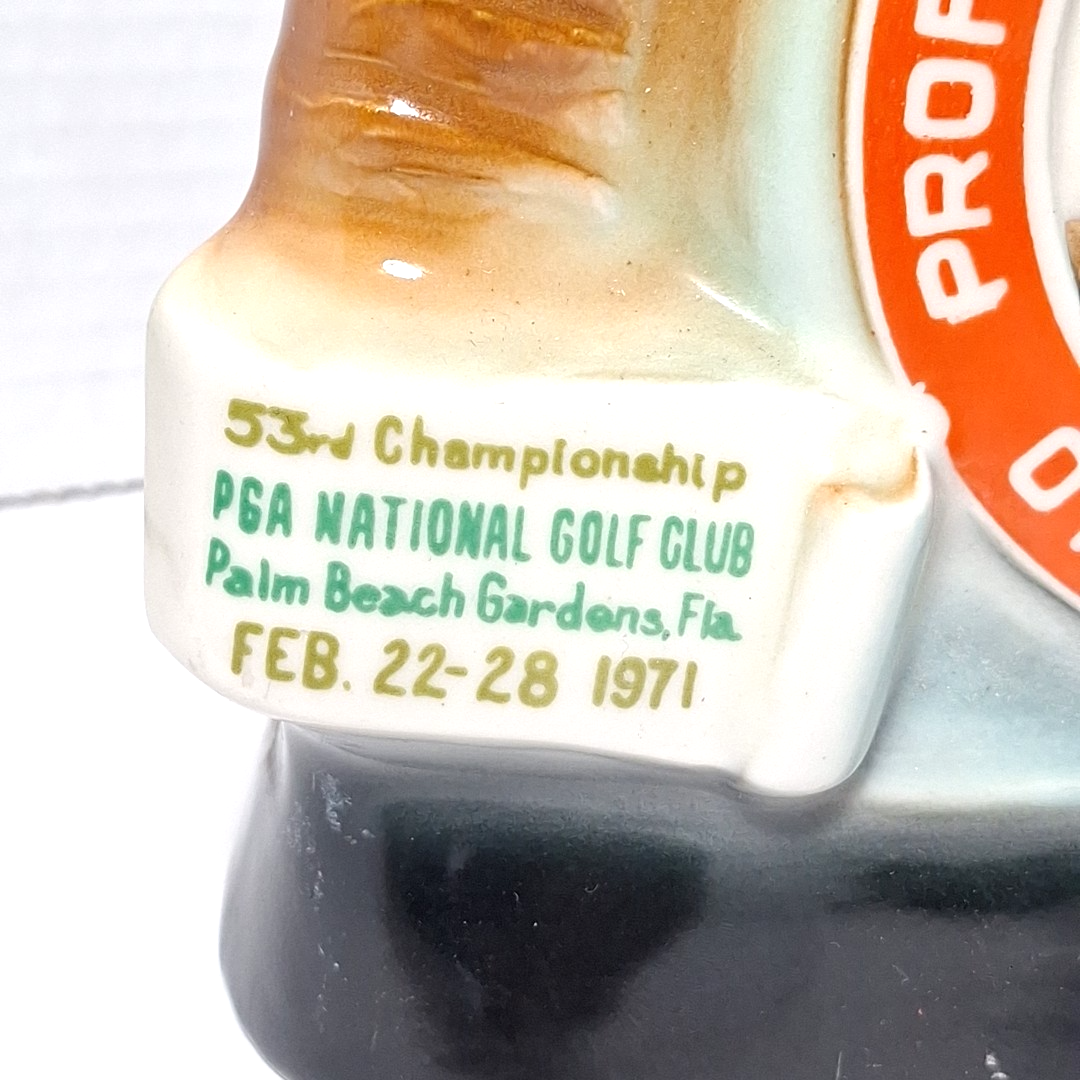 53rd Championship
PGA NATIONAL GOLF CLUB
Palm Beach Gardens, Fla
FEB. 22-28 1971
PROF
O